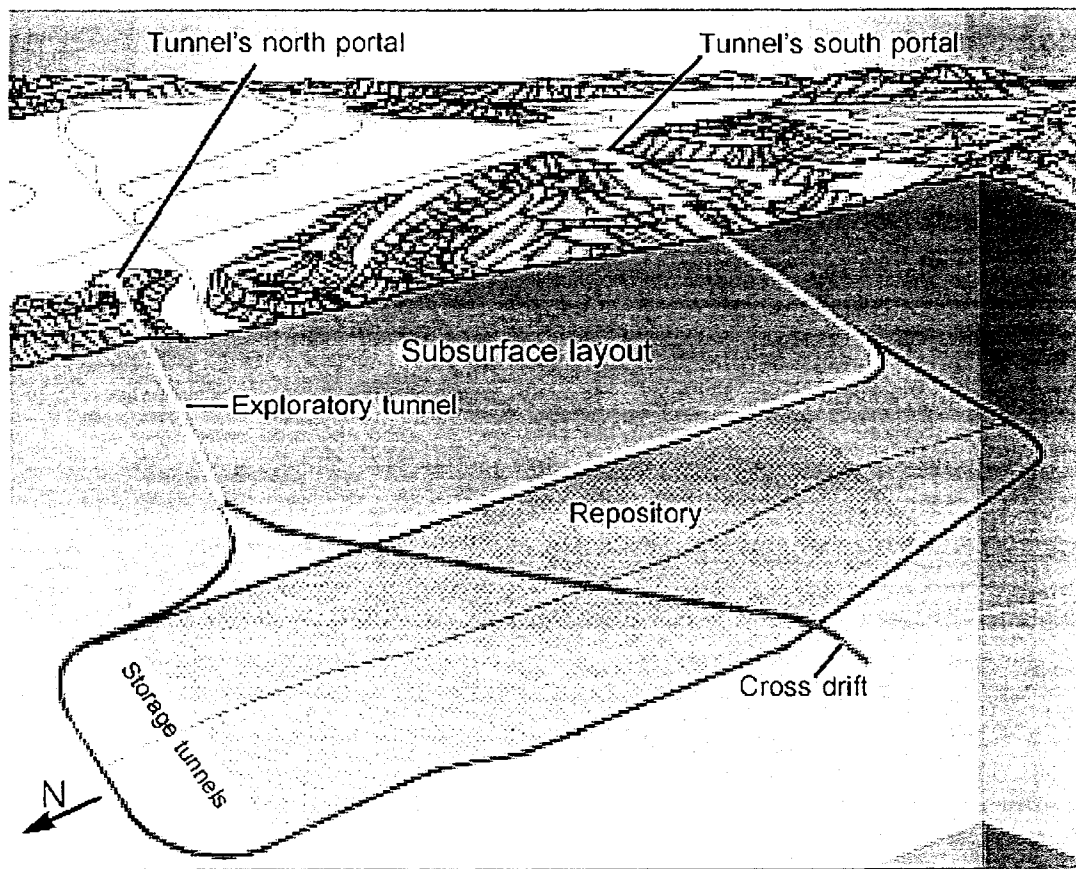 Tunnel's north portal
Tunnel's south portal
Subsurface layout
Exploratory tunnel
Repository
Cross drift
Storage tunnels
N